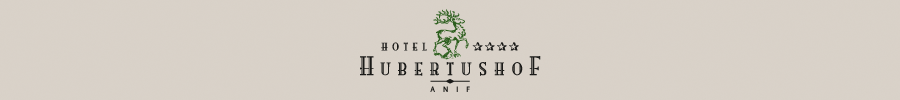 HOTEL ☆☆☆☆
HUBERTUSHOF
ANIF